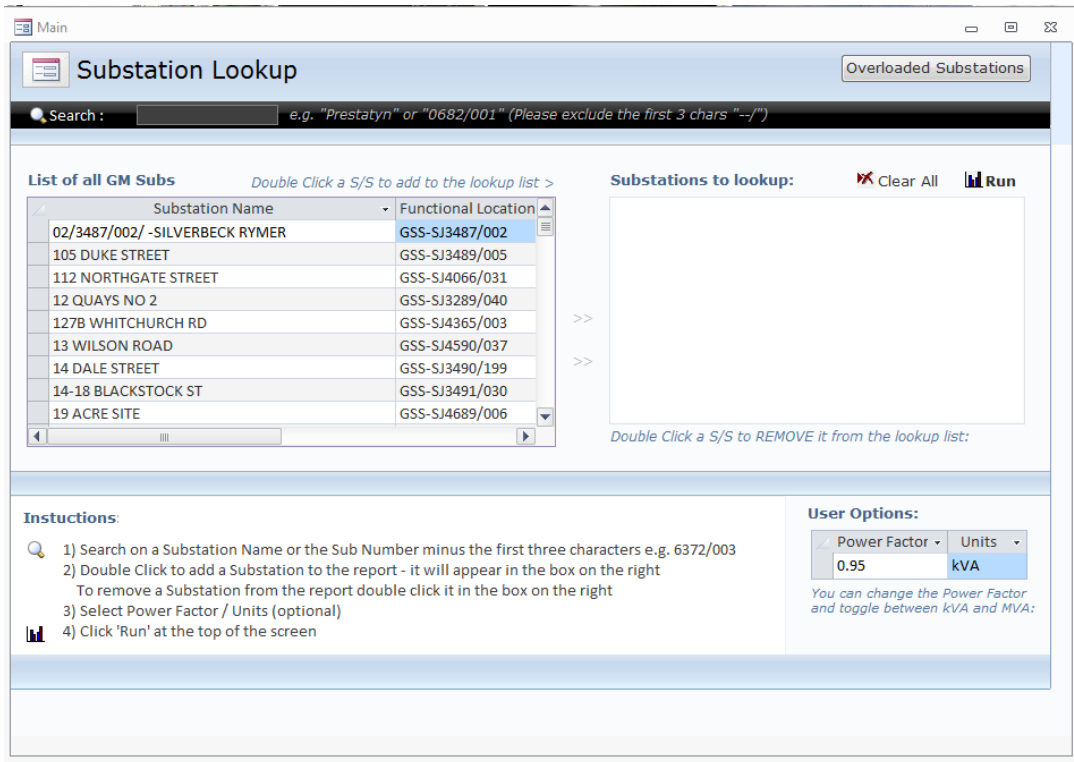 Main
Substation Lookup
Overloaded Substations
Search :
e.g. "Prestatyn" or "0682/001" (Please exclude the first 3 chars "--/")
List of all GM Subs
Double Click a S/S to add to the lookup list >
Substations to lookup:
Clear All
Run
Substation Name Functional Location
02/3487/002/ -SILVERBECK RYMER GSS-SJ3487/002
105 DUKE STREET GSS-SJ3489/005
112 NORTHGATE STREET GSS-SJ4066/031
12 QUAYS NO 2 GSS-SJ3289/040
127B WHITCHURCH RD GSS-SJ4365/003
13 WILSON ROAD GSS-SJ4590/037
14 DALE STREET GSS-SJ3490/199
14-18 BLACKSTOCK ST GSS-SJ3491/030
19 ACRE SITE GSS-SJ4689/006
>>
>>
Double Click a S/S to REMOVE it from the lookup list:
Instuctions:
1) Search on a Substation Name or the Sub Number minus the first three characters e.g. 6372/003
2) Double Click to add a Substation to the report - it will appear in the box on the right
To remove a Substation from the report double click it in the box on the right
3) Select Power Factor / Units (optional)
4) Click 'Run' at the top of the screen
User Options:
Power Factor Units
0.95 kVA
You can change the Power Factor
and toggle between kVA and MVA: